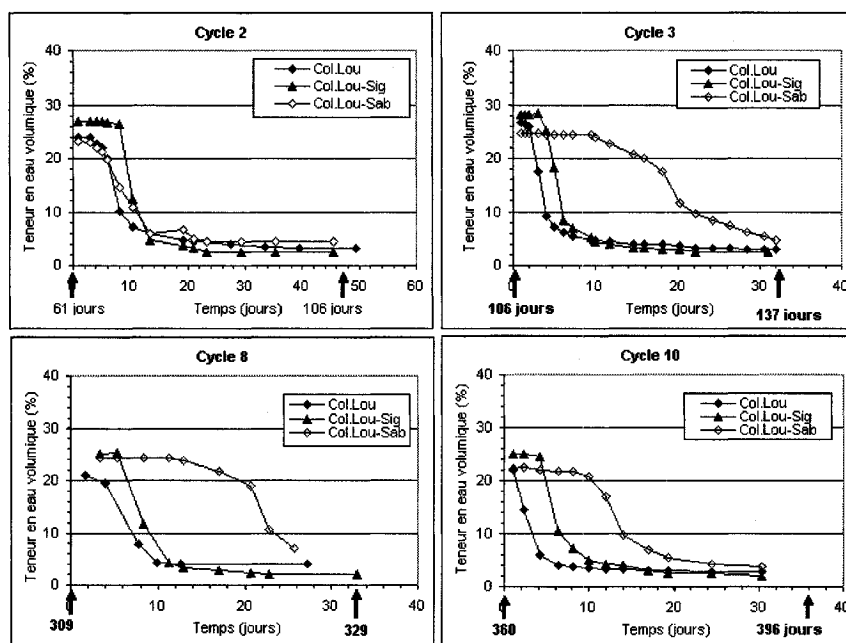 Cycle 2
Teneur en eau volumique (%)
40
30
20
10
0
Col.Lou
Col.Lou-Sig
Col.Lou-Sab
0 10 20 30 40 50 60
Temps (jours)
61 jours
106 jours
Cycle 3
Teneur en eau volumique (%)
40
30
20
10
0
Col.Lou
Col.Lou-Sig
Col.Lou-Sab
0 10 20 30 40
Temps (jours)
106 jours
137 jours
Cycle 8
Teneur en eau volumique (%)
40
30
20
10
0
Col.Lou
Col.Lou-Sig
Col.Lou-Sab
0 10 20 30 40
Temps (jours)
309
329
Cycle 10
Teneur en eau volumique (%)
40
30
20
10
0
Col.Lou
Col.Lou-Sig
Col.Lou-Sab
0 10 20 30 40
Temps (jours)
360
396 jours